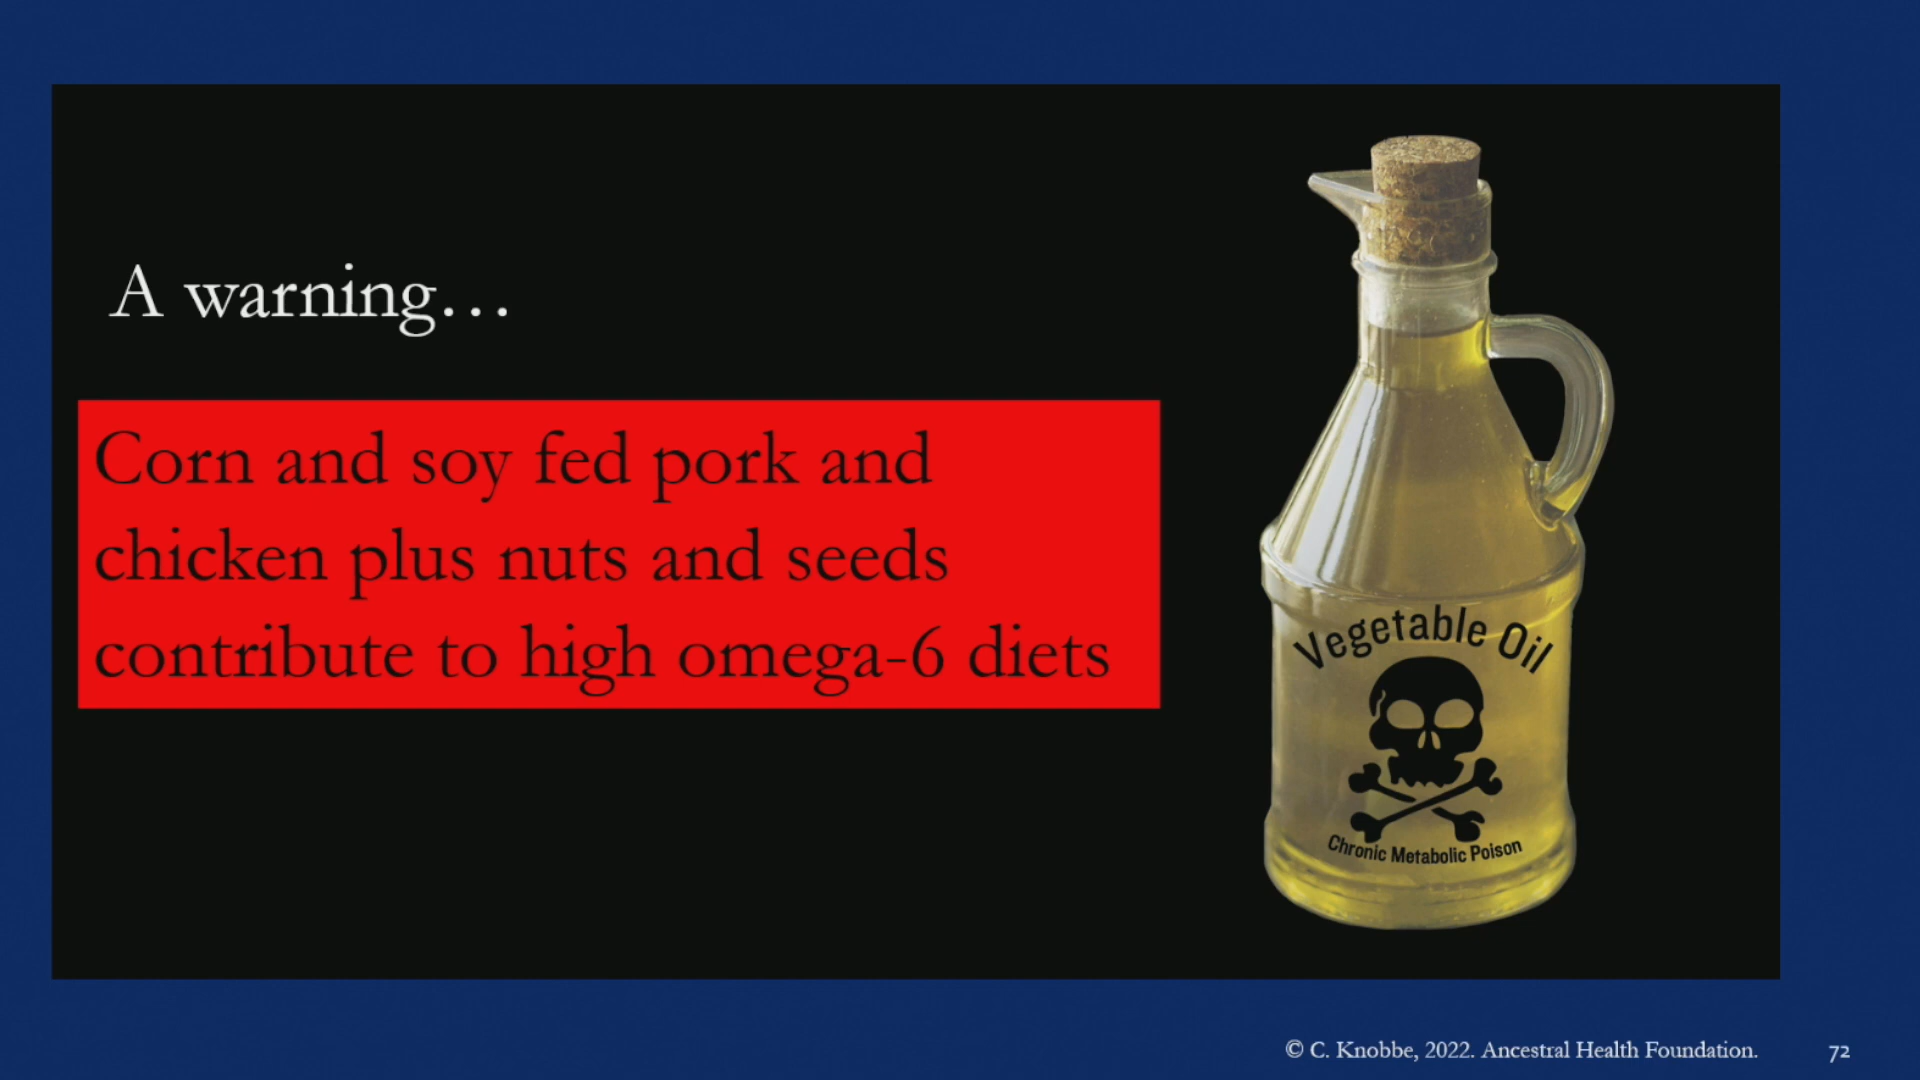 A warning…
Corn and soy fed pork and
chicken plus nuts and seeds
contribute to high omega-6 diets
Vegetable Oil
Chronic Metabolic Poison
© C. Knobbe, 2022. Ancestral Health Foundation.
72